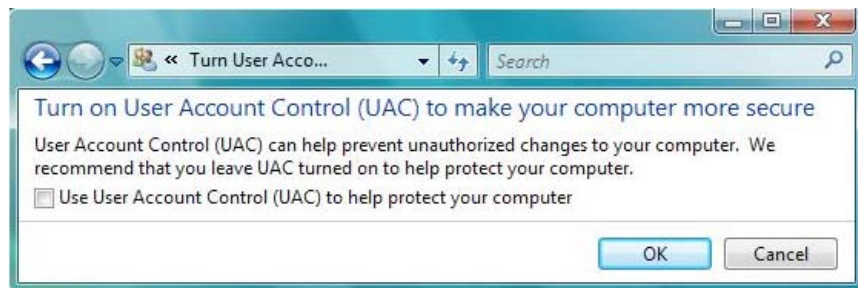 « Turn User Acco...
Search
Turn on User Account Control (UAC) to make your computer more secure
User Account Control (UAC) can help prevent unauthorized changes to your computer. We
recommend that you leave UAC turned on to help protect your computer.
Use User Account Control (UAC) to help protect your computer
OK
Cancel